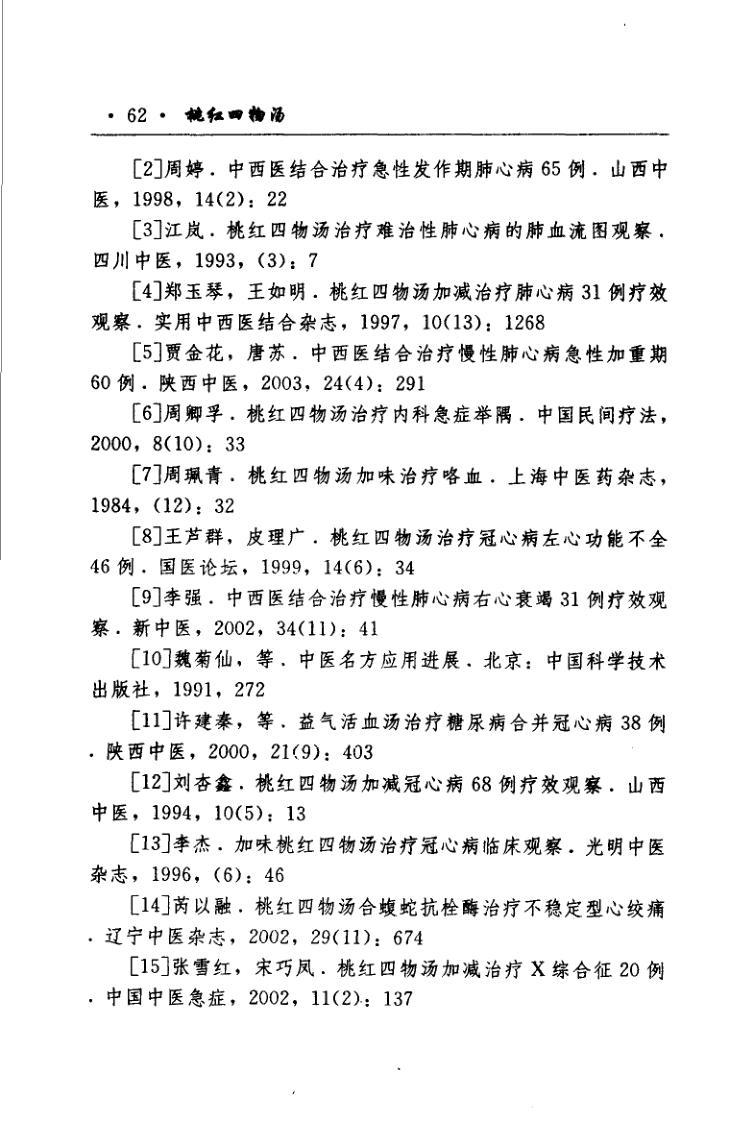 · 62 · 桃红四物汤
[2]周婷．中西医结合治疗急性发作期肺心病 65 例．山西中
医，1998，14(2)：22
[3]江岚．桃红四物汤治疗难治性肺心病的肺血流图观察．
四川中医，1993，(3)：7
[4]郑玉琴，王如明．桃红四物汤加减治疗肺心病 31 例疗效
观察．实用中西医结合杂志，1997，10(13)：1268
[5]贾金花，唐苏．中西医结合治疗慢性肺心病急性加重期
60 例．陕西中医，2003，24(4)：291
[6]周卿孚．桃红四物汤治疗内科急症举隅．中国民间疗法，
2000，8(10)：33
[7]周珮青．桃红四物汤加味治疗咯血．上海中医药杂志，
1984，(12)：32
[8]王芦群，皮理广．桃红四物汤治疗冠心病左心功能不全
46 例．国医论坛，1999，14(6)：34
[9]李强．中西医结合治疗慢性肺心病右心衰竭 31 例疗效观
察．新中医，2002，34(11)：41
[10]魏菊仙，等．中医名方应用进展．北京：中国科学技术
出版社，1991，272
[11]许建秦，等．益气活血汤治疗糖尿病合并冠心病 38 例
．陕西中医，2000，21(9)：403
[12]刘杏鑫．桃红四物汤加减冠心病 68 例疗效观察．山西
中医，1994，10(5)：13
[13]李杰．加味桃红四物汤治疗冠心病临床观察．光明中医
杂志，1996，(6)：46
[14]芮以融．桃红四物汤合蝮蛇抗栓酶治疗不稳定型心绞痛
．辽宁中医杂志，2002，29(11)：674
[15]张雪红，宋巧凤．桃红四物汤加减治疗 X 综合征 20 例
．中国中医急症，2002，11(2)：137